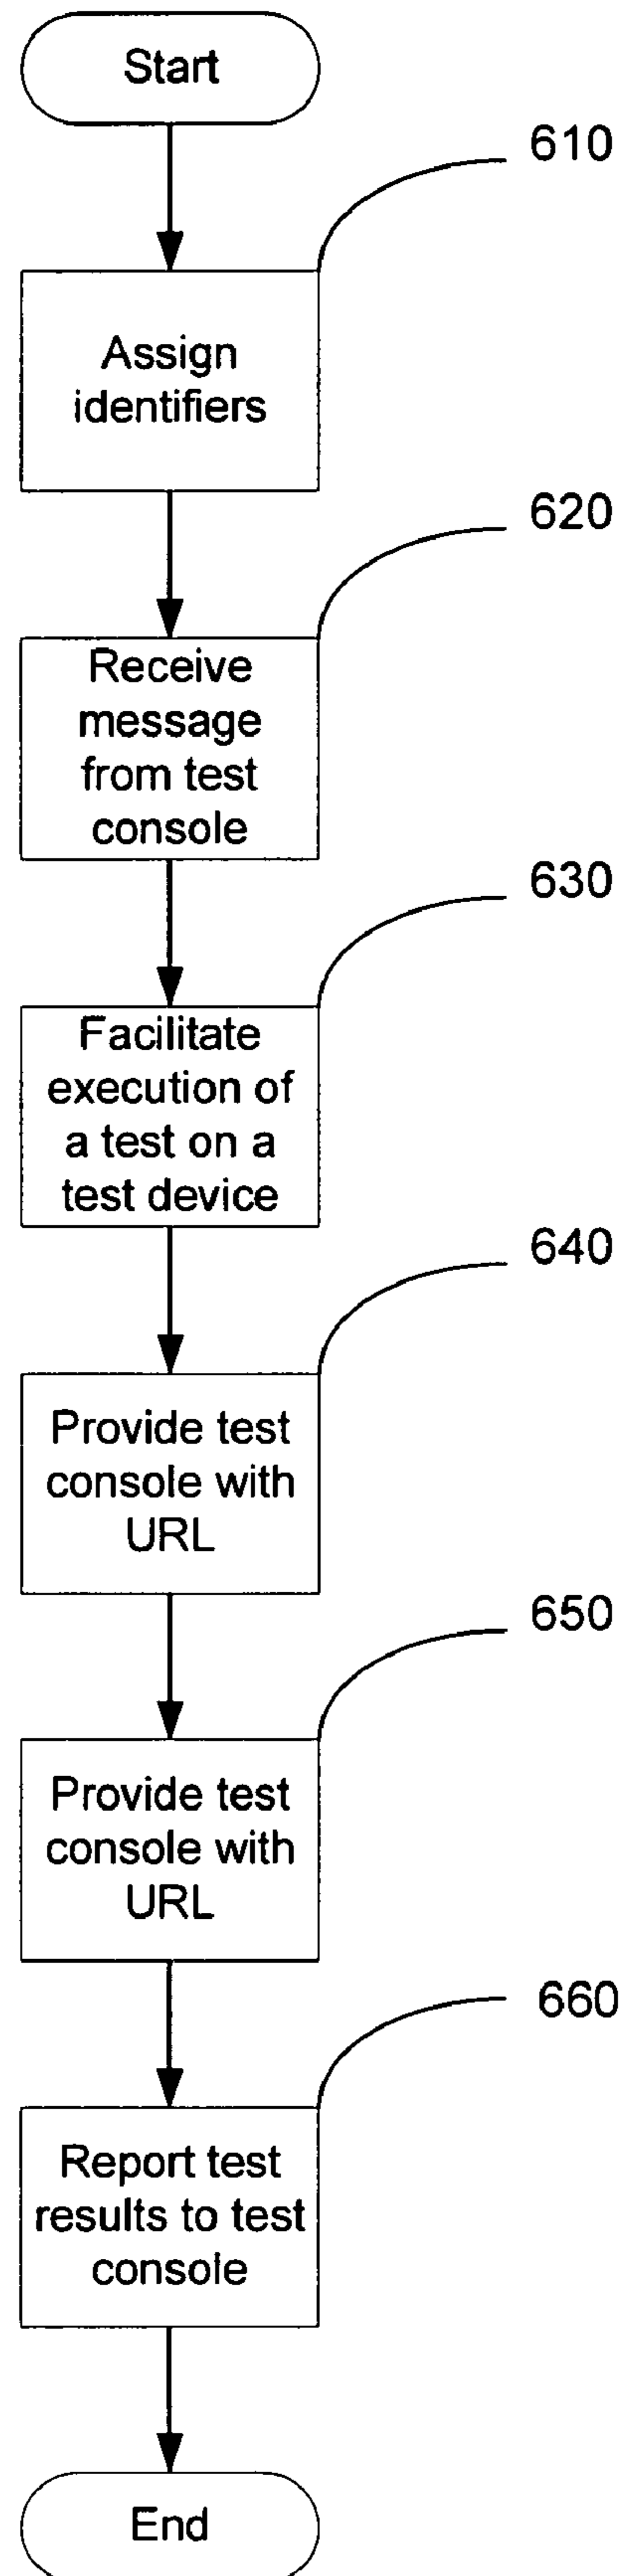 Start
610
Assign
identifiers
620
Receive
message
from test
console
630
Facilitate
execution of
a test on a
test device
640
Provide test
console with
URL
650
Provide test
console with
URL
660
Report test
results to test
console
End